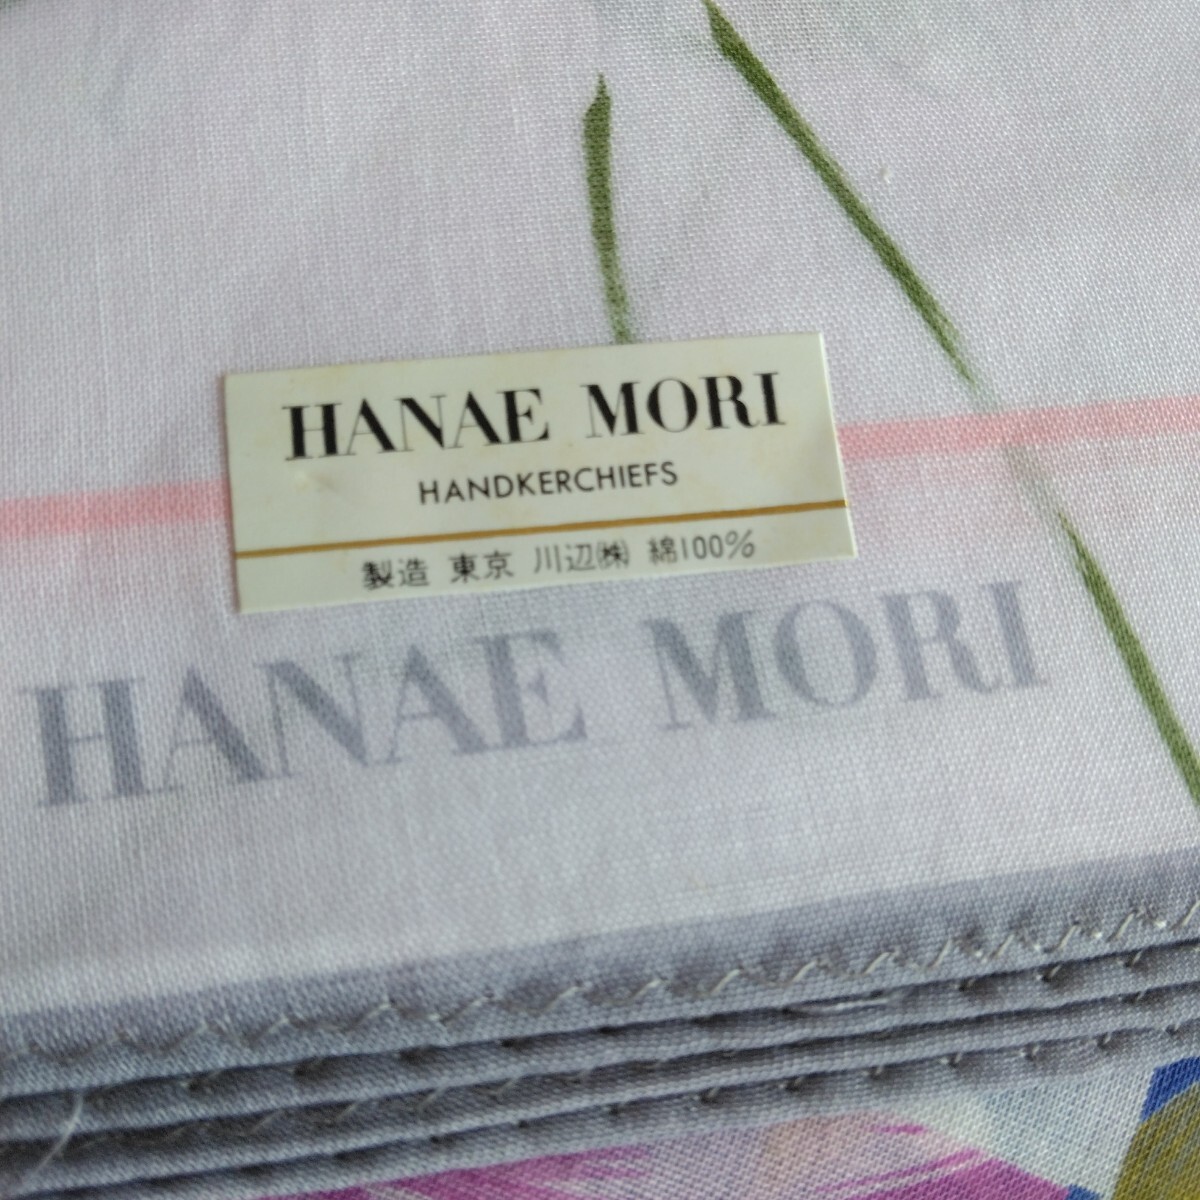 HANAE MORI
HANDKERCHIEFS
製造 東京 川辺㈱ 綿100%
HANAE MORI